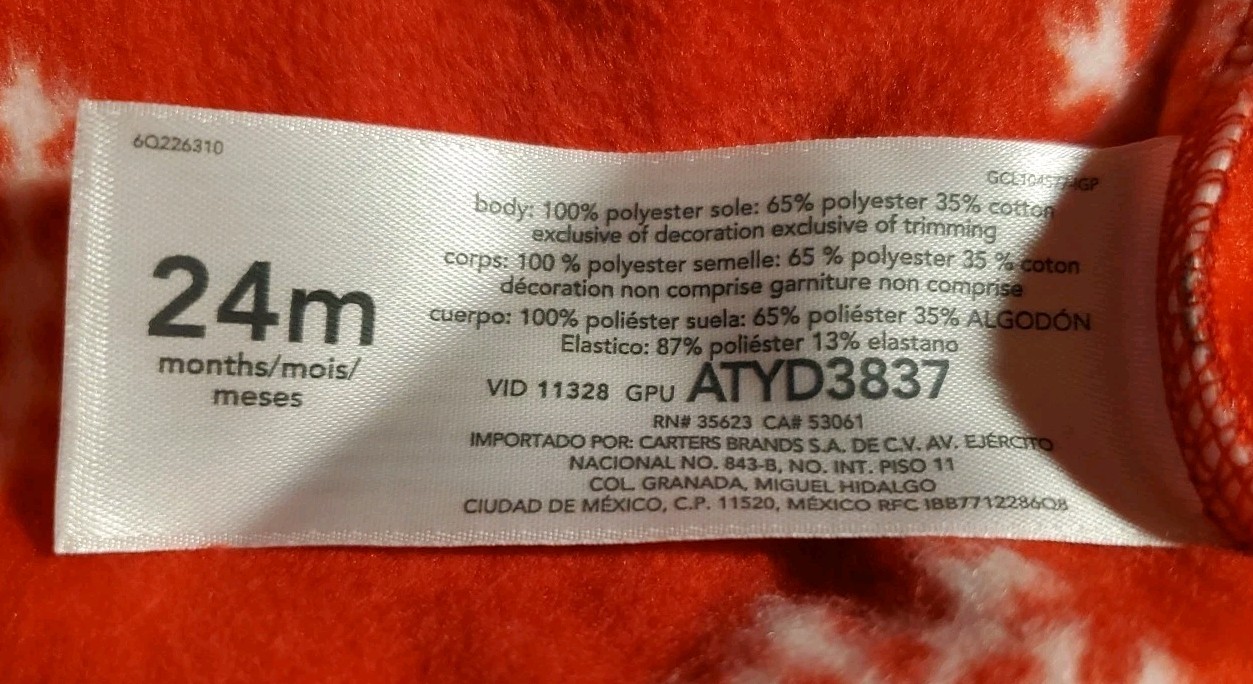 6Q226310
24m
months/mois/
meses
body: 100% polyester sole: 65% polyester 35% cotton
exclusive of decoration exclusive of trimming
corps: 100 % polyester semelle: 65 % polyester 35 % coton
décoration non comprise garniture non comprise
cuerpo: 100% poliéster suela: 65% poliéster 35% ALGODÓN
Elastico: 87% poliéster 13% elastano
VID 11328 GPU ATYD3837
RN# 35623 CA# 53061
IMPORTADO POR: CARTERS BRANDS S.A. DE C.V. AV. EJÉRCITO
NACIONAL NO. 843-B, NO. INT. PISO 11
COL. GRANADA, MIGUEL HIDALGO
CIUDAD DE MÉXICO, C.P. 11520, MÉXICO RFC IBB7712286Q8